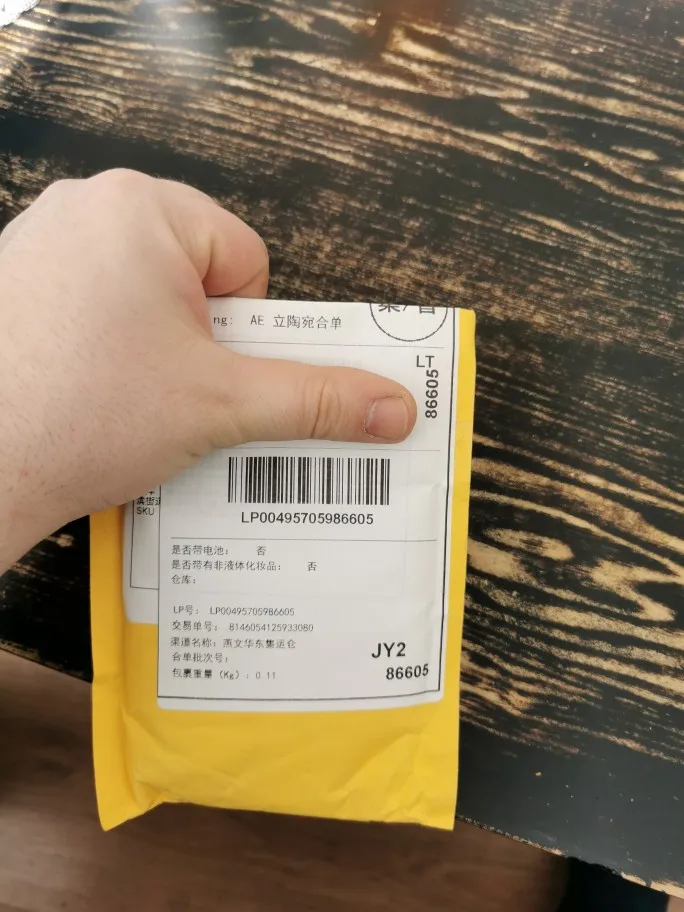 ng: AE 立陶宛合单
LT
86605
LP00495705986605
SKU
是否带电池： 否
是否带有非液体化妆品： 否
仓库：
LP号： LP00495705986605
交易单号： 8146054125933080
渠道名称：燕文华东集运仓
合单批次号：
包裹重量（Kg）：0.11
JY2
86605